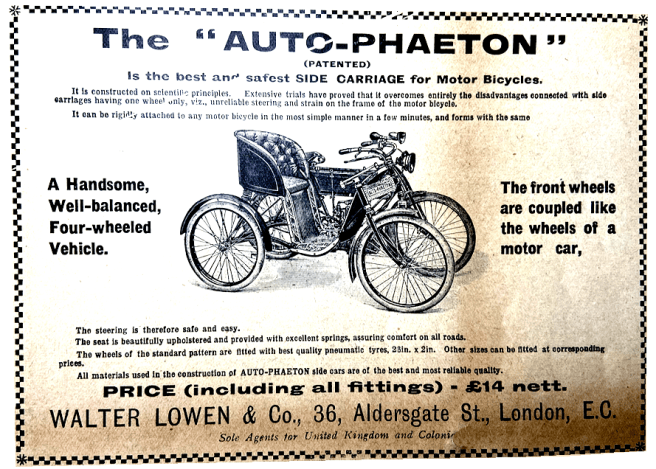 The "AUTO-PHAETON"
(PATENTED)
Is the best and safest SIDE CARRIAGE for Motor Bicycles.
It is constructed on scientific principles. Extensive trials have proved that it overcomes entirely the disadvantages connected with side
carriages having one wheel only, viz., unreliable steering and strain on the frame of the motor bicycle.
It can be rigidly attached to any motor bicycle in the most simple manner in a few minutes, and forms with the same
A Handsome,
Well-balanced,
Four-wheeled
Vehicle.
The front wheels
are coupled like
the wheels of a
motor car,
The steering is therefore safe and easy.
The seat is beautifully upholstered and provided with excellent springs, assuring comfort on all roads.
The wheels of the standard pattern are fitted with best quality pneumatic tyres, in. x 2in. Other sizes can be fitted at corresponding
prices.
All materials used in the construction of AUTO-PHAETON side cars are of the best and most reliable quality.
PRICE (including all fittings) - £14 nett.
WALTER LOWEN & Co., 36, Aldersgate St., London, E.C.
Sole Agents for United Kingdom and Colonie